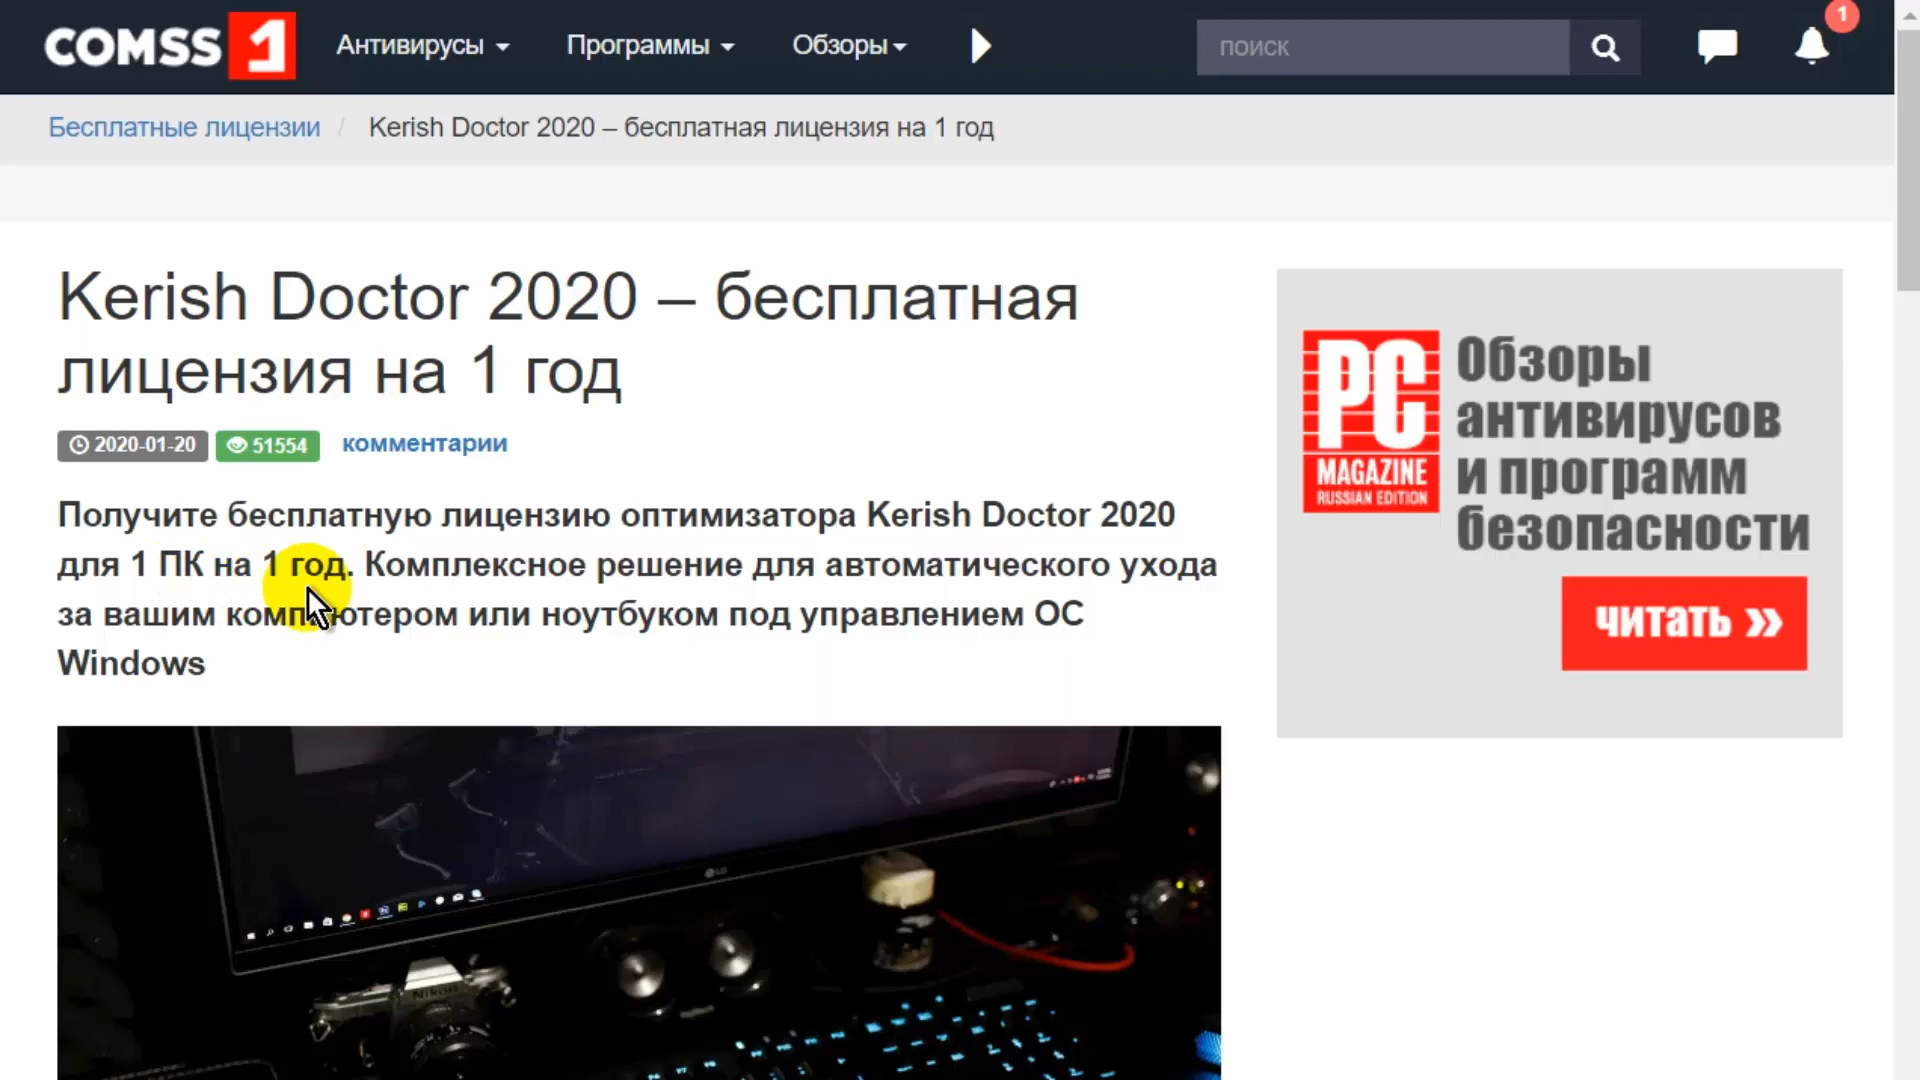 COMSS 1
Антивирусы
Программы
Обзоры
поиск
1
Бесплатные лицензии / Kerish Doctor 2020 – бесплатная лицензия на 1 год
Kerish Doctor 2020 – бесплатная
лицензия на 1 год
2020-01-20
51554
комментарии
Получите бесплатную лицензию оптимизатора Kerish Doctor 2020
для 1 ПК на 1 год. Комплексное решение для автоматического ухода
за вашим компьютером или ноутбуком под управлением ОС
Windows
LG
Nikon
PC
MAGAZINE
RUSSIAN EDITION
Обзоры
антивирусов
и программ
безопасности
читать »